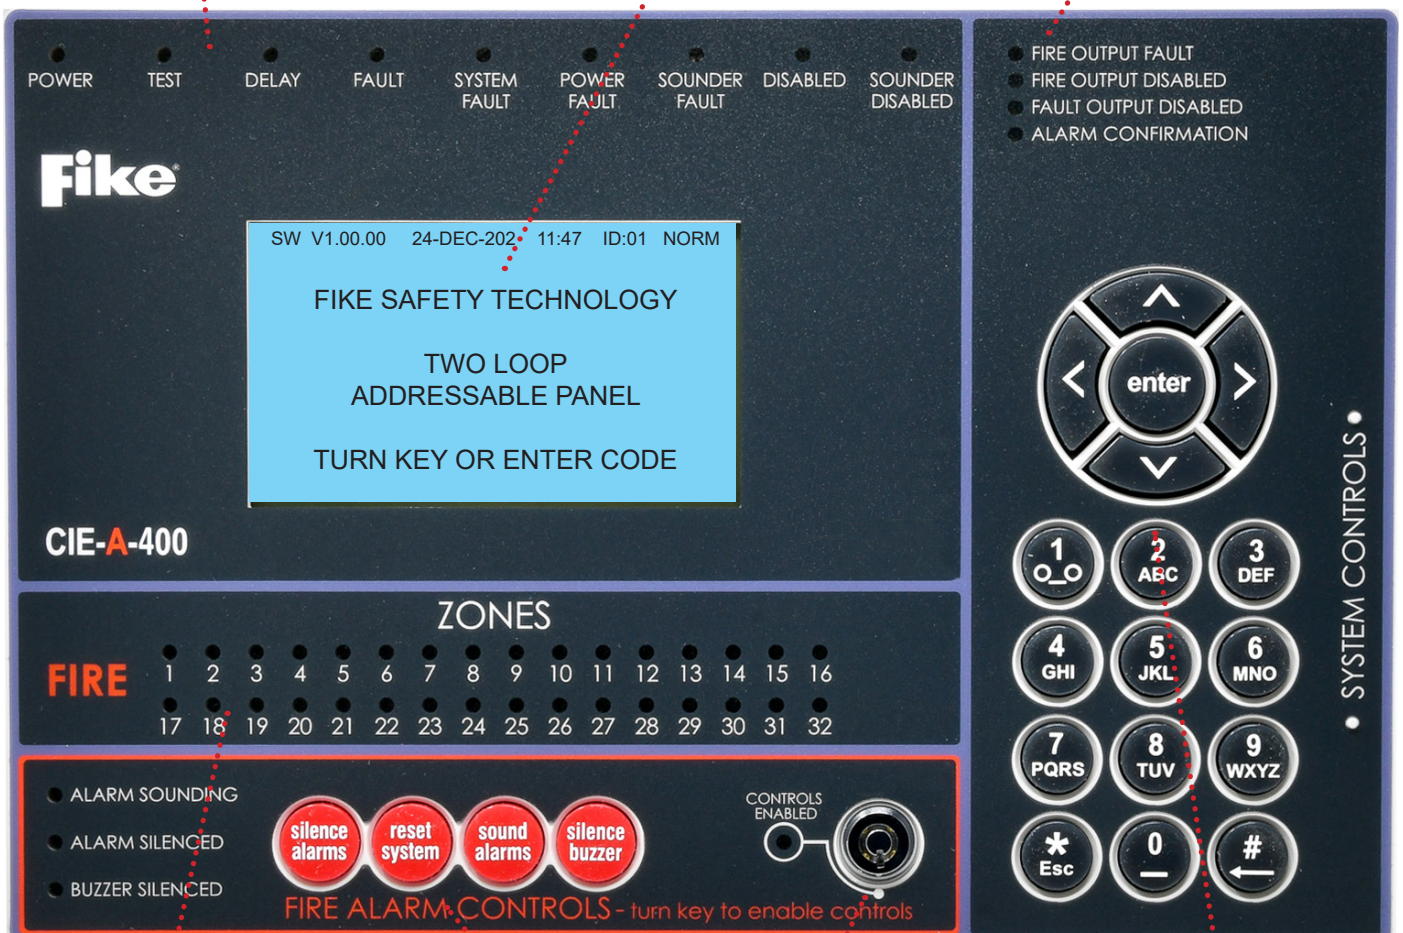 POWER
TEST
DELAY
FAULT
SYSTEM
FAULT
POWER
FAULT
SOUNDER
FAULT
DISABLED
SOUNDER
DISABLED
FIRE OUTPUT FAULT
FIRE OUTPUT DISABLED
FAULT OUTPUT DISABLED
ALARM CONFIRMATION
Fike®
SW V1.00.00 24-DEC-202 11:47 ID:01 NORM
FIKE SAFETY TECHNOLOGY
TWO LOOP
ADDRESSABLE PANEL
TURN KEY OR ENTER CODE
CIE-A-400
enter
1
2
ABC
3
DEF
4
GHI
5
JKL
6
MNO
7
PQRS
8
TUV
9
WXYZ
*
Esc
0
#
• SYSTEM CONTROLS •
ZONES
FIRE
1 2 3 4 5 6 7 8 9 10 11 12 13 14 15 16
17 18 19 20 21 22 23 24 25 26 27 28 29 30 31 32
ALARM SOUNDING
ALARM SILENCED
BUZZER SILENCED
silence
alarms
reset
system
sound
alarms
silence
buzzer
CONTROLS
ENABLED
FIRE ALARM CONTROLS - turn key to enable controls